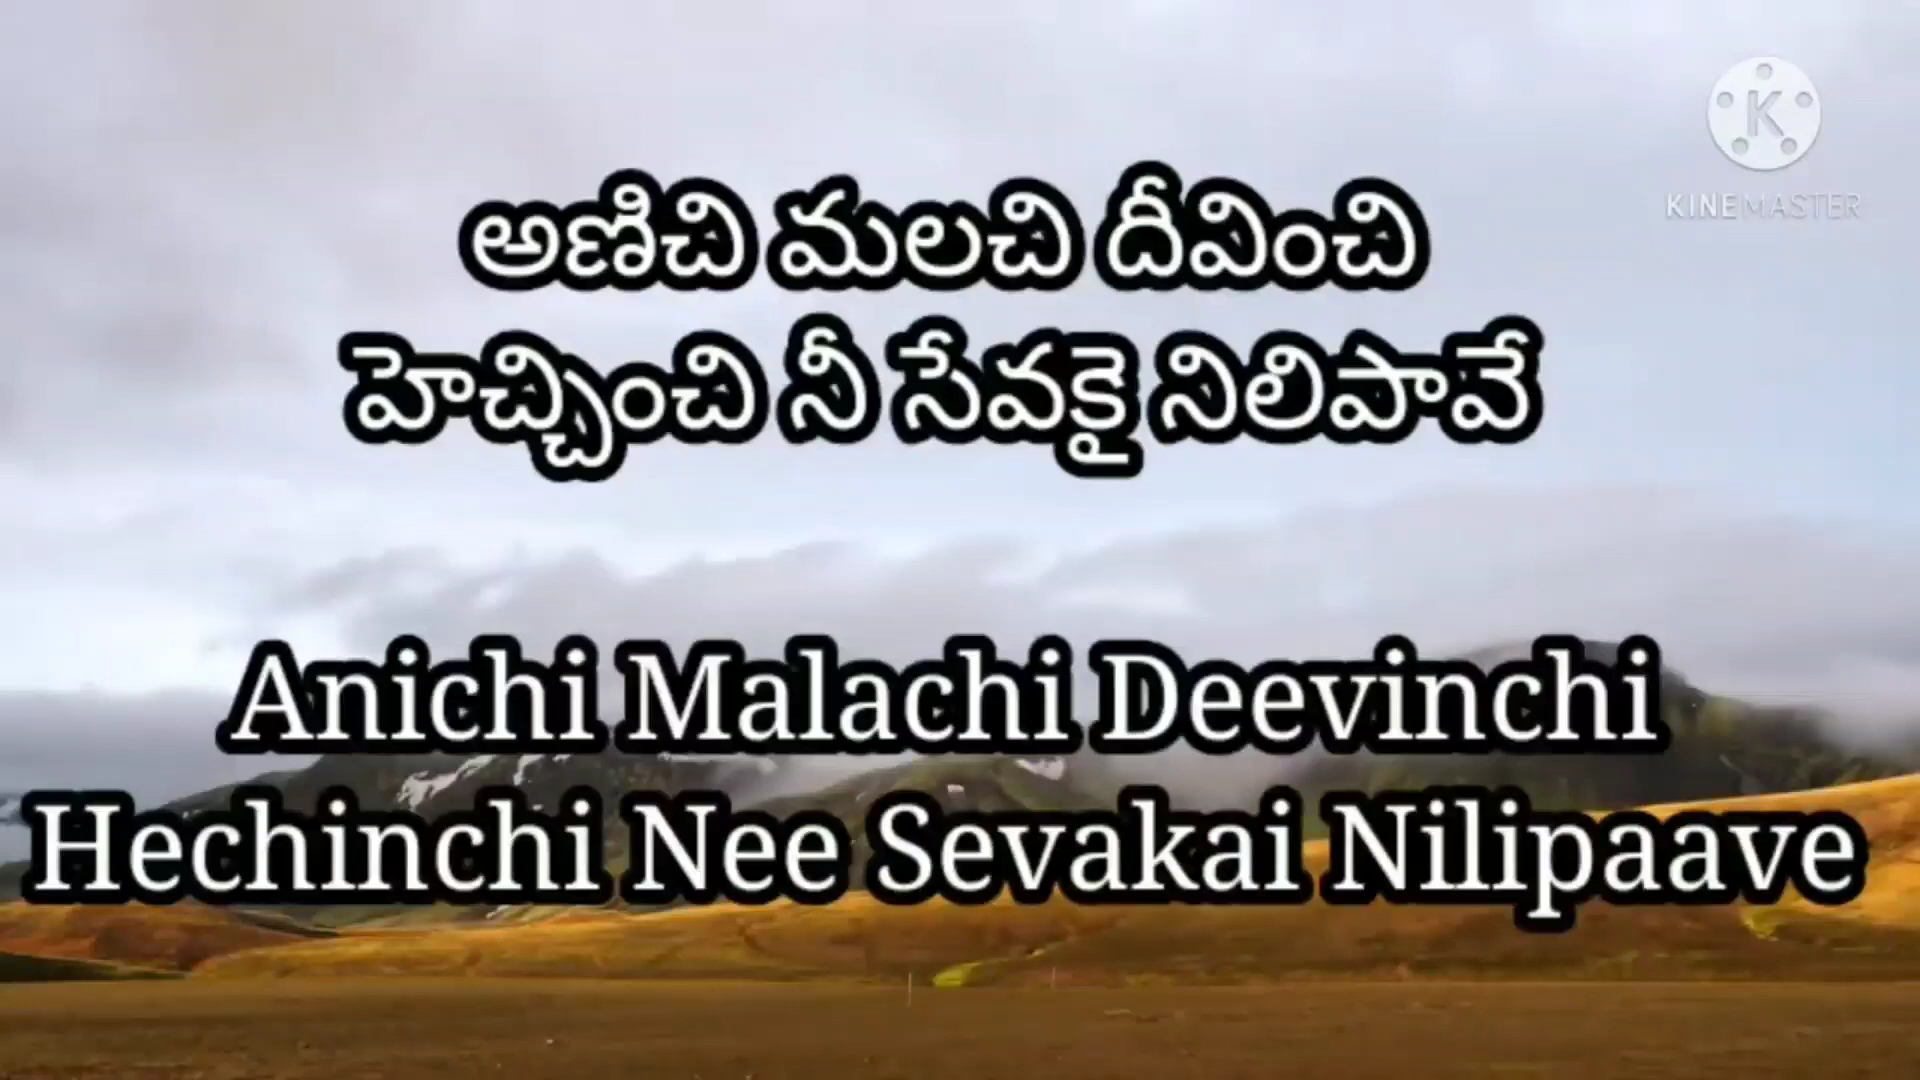 KINEMASTER
అణిచి మలచి దీవించి
హెచ్చించి నీ సేవకై నిలిపావే
Anichi Malachi Deevinchi
Hechinchi Nee Sevakai Nilipaave